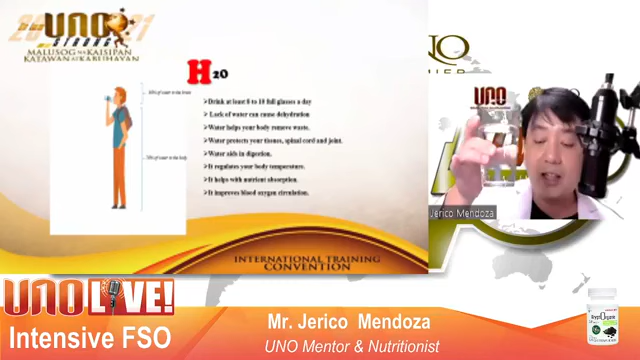 UNO
STRONG
MALUSOG na KAISIPAN
KATAWAN AT KABUHAYAN
H2O
Drink at least 8 to 10 full glasses a day
Lack of water can cause dehydration
Water helps your body remove waste.
Water protects your tissues, spinal cord and joint.
Water aids in digestion.
It regulates your body temperature.
It helps with nutrient absorption.
It improves blood oxygen circulation.
INTERNATIONAL TRAINING
CONVENTION
UNO
Jerico Mendoza
UNO LIVE!
Intensive FSO
Mr. Jerico Mendoza
UNO Mentor & Nutritionist